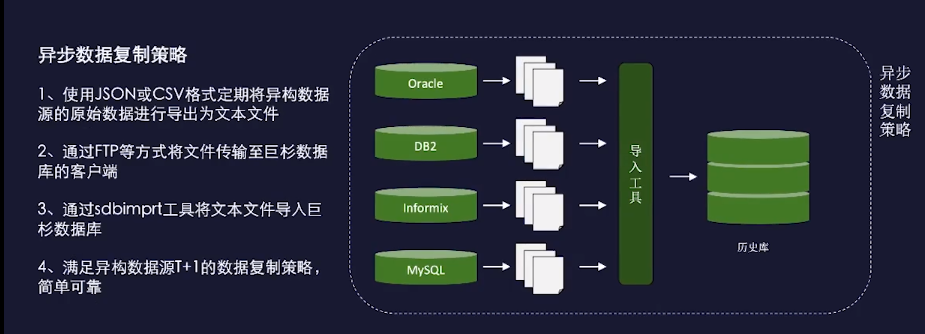 异步数据复制策略
1、使用JSON或CSV格式定期将异构数据
源的原始数据进行导出为文本文件
2、通过FTP等方式将文件传输至巨杉数据
库的客户端
3、通过sdbimprt工具将文本文件导入巨
杉数据库
4、满足异构数据源T+1的数据复制策略，
简单可靠
Oracle
DB2
Informix
MySQL
导入工具
历史库
异步
数据
复制
策略